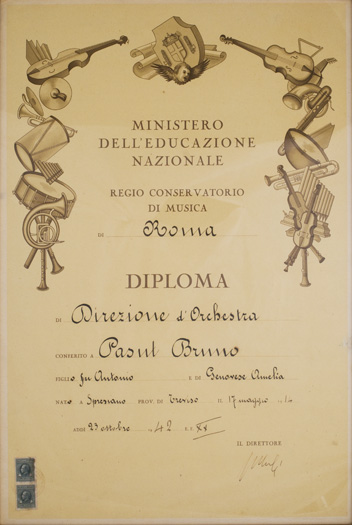 MINISTERO
DELL'EDUCAZIONE
NAZIONALE
REGIO CONSERVATORIO
DI MUSICA
DI Roma
DIPLOMA
DI Direzione d'Orchestra
CONFERITO A Pasut Bruno
FIGLIO fu Antonio E DI Genovese Amelia
NATO A Spresiano PROV. DI Treviso IL 17 maggio
ADDÌ 23 ottobre 42 E.F. XX
IL DIRETTORE